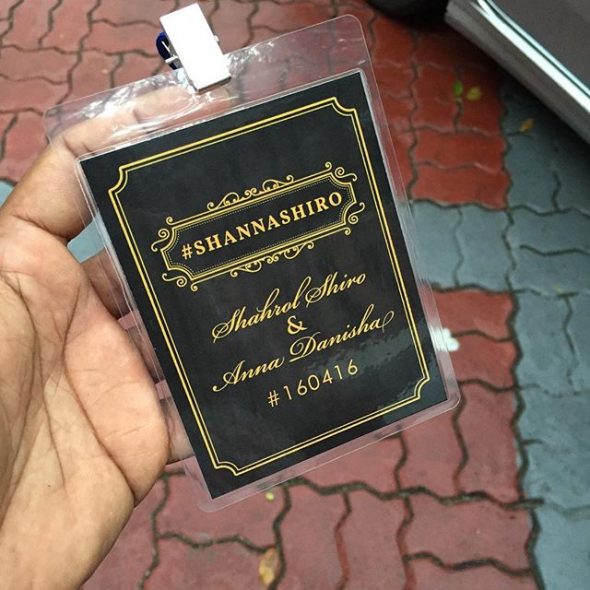 #SHANNASHIRO
Shahrol Shiro
&
Anna Danisha
#160416